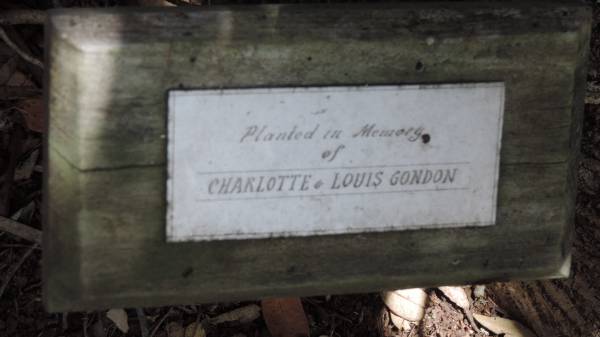 Planted in Memory
of
CHARLOTTE & LOUIS GONDON